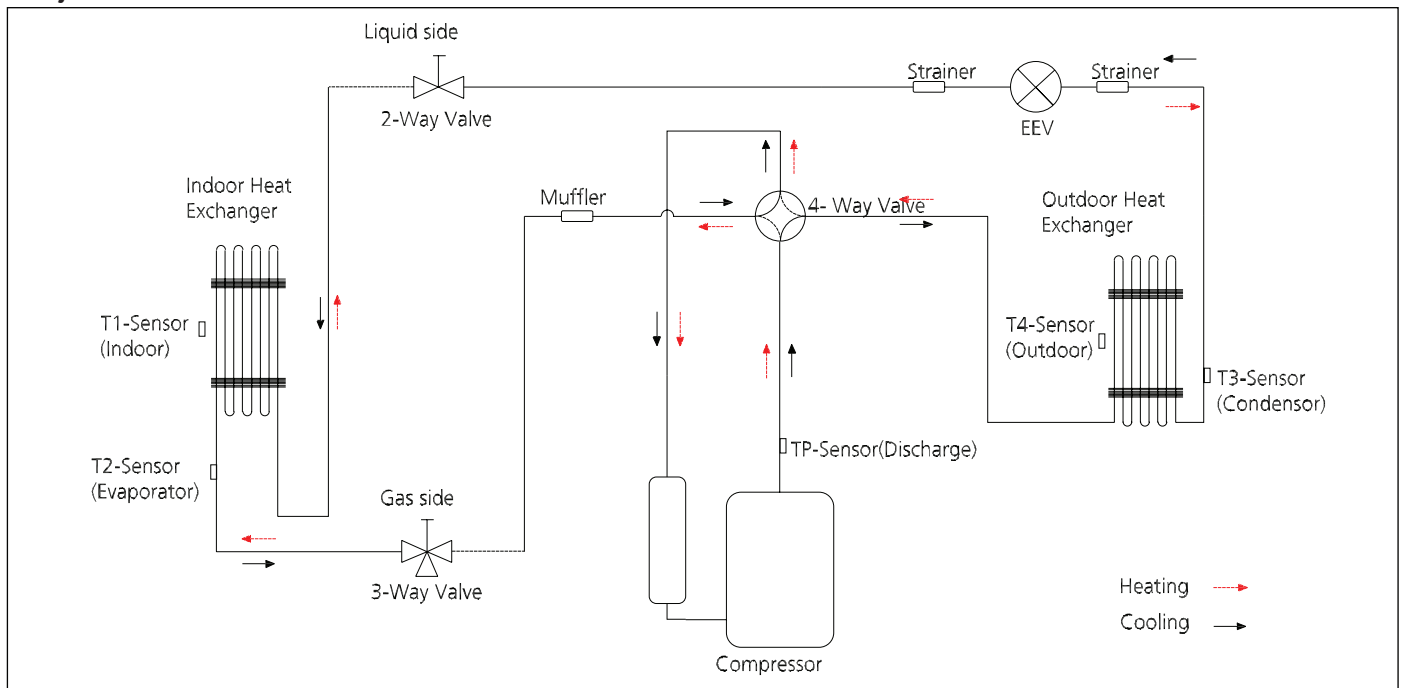 Liquid side
2-Way Valve
Strainer
EEV
Strainer
Indoor Heat
Exchanger
Muffler
4- Way Valve
Outdoor Heat
Exchanger
T1-Sensor
(Indoor)
T4-Sensor
(Outdoor)
T3-Sensor
(Condensor)
T2-Sensor
(Evaporator)
TP-Sensor(Discharge)
Gas side
3-Way Valve
Compressor
Heating
Cooling